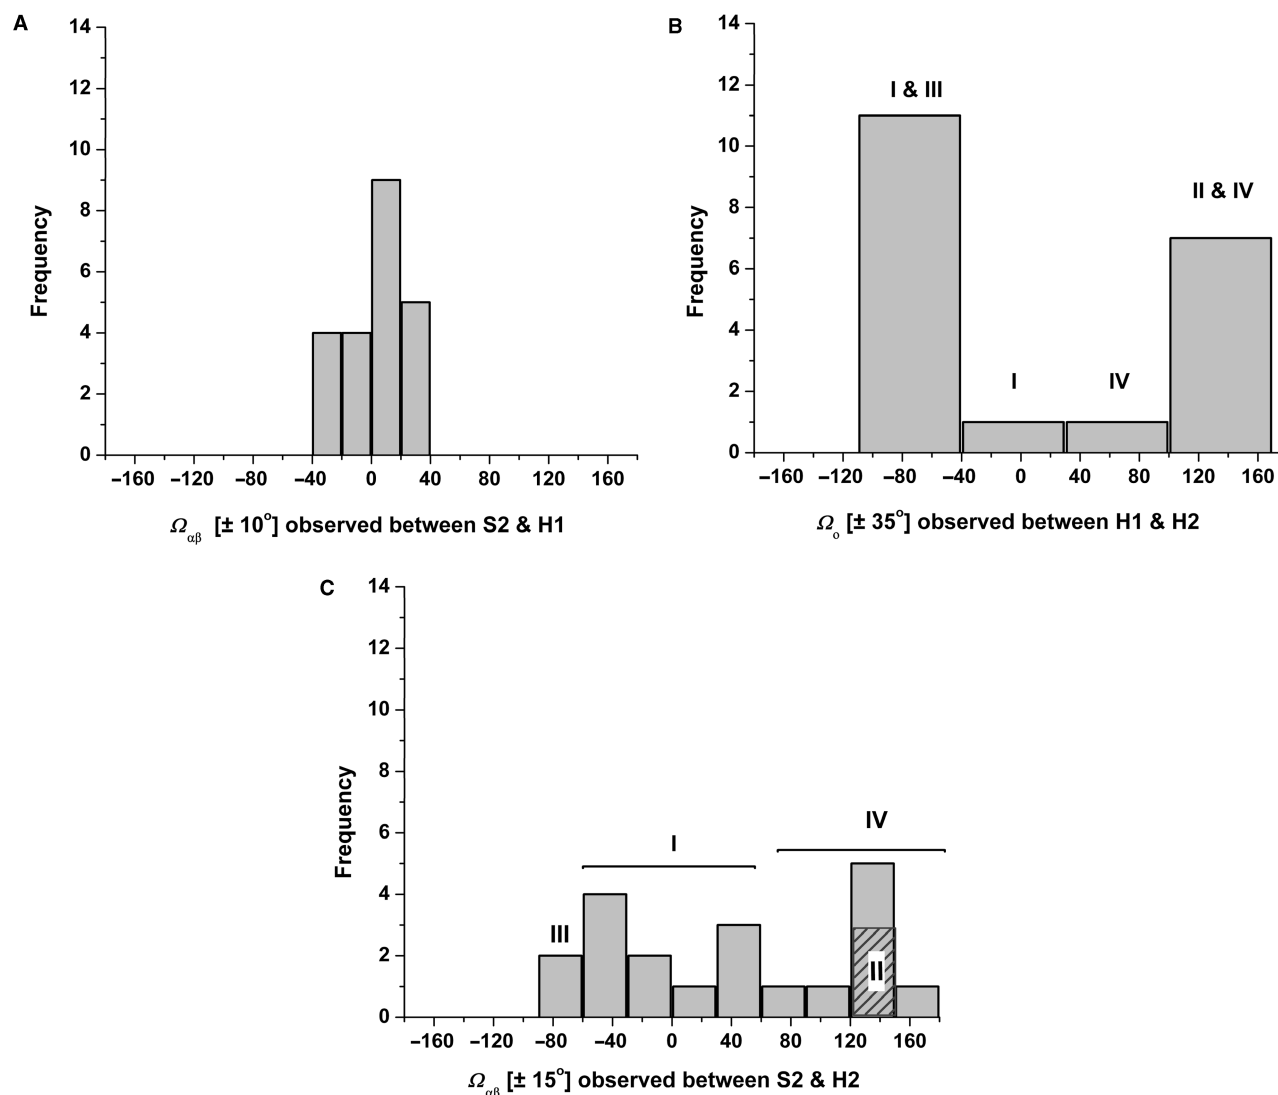 A
14
12
10
8
6
4
2
0
Frequency
−160 −120 −80 −40 0 40 80 120 160
Ωαβ [± 10o] observed between S2 & H1
B
14
12
10
8
6
4
2
0
Frequency
I & III
II & IV
I
IV
−160 −120 −80 −40 0 40 80 120 160
Ωo [± 35o] observed between H1 & H2
C
14
12
10
8
6
4
2
0
Frequency
IV
I
III
II
−160 −120 −80 −40 0 40 80 120 160
Ωαβ [± 15o] observed between S2 & H2